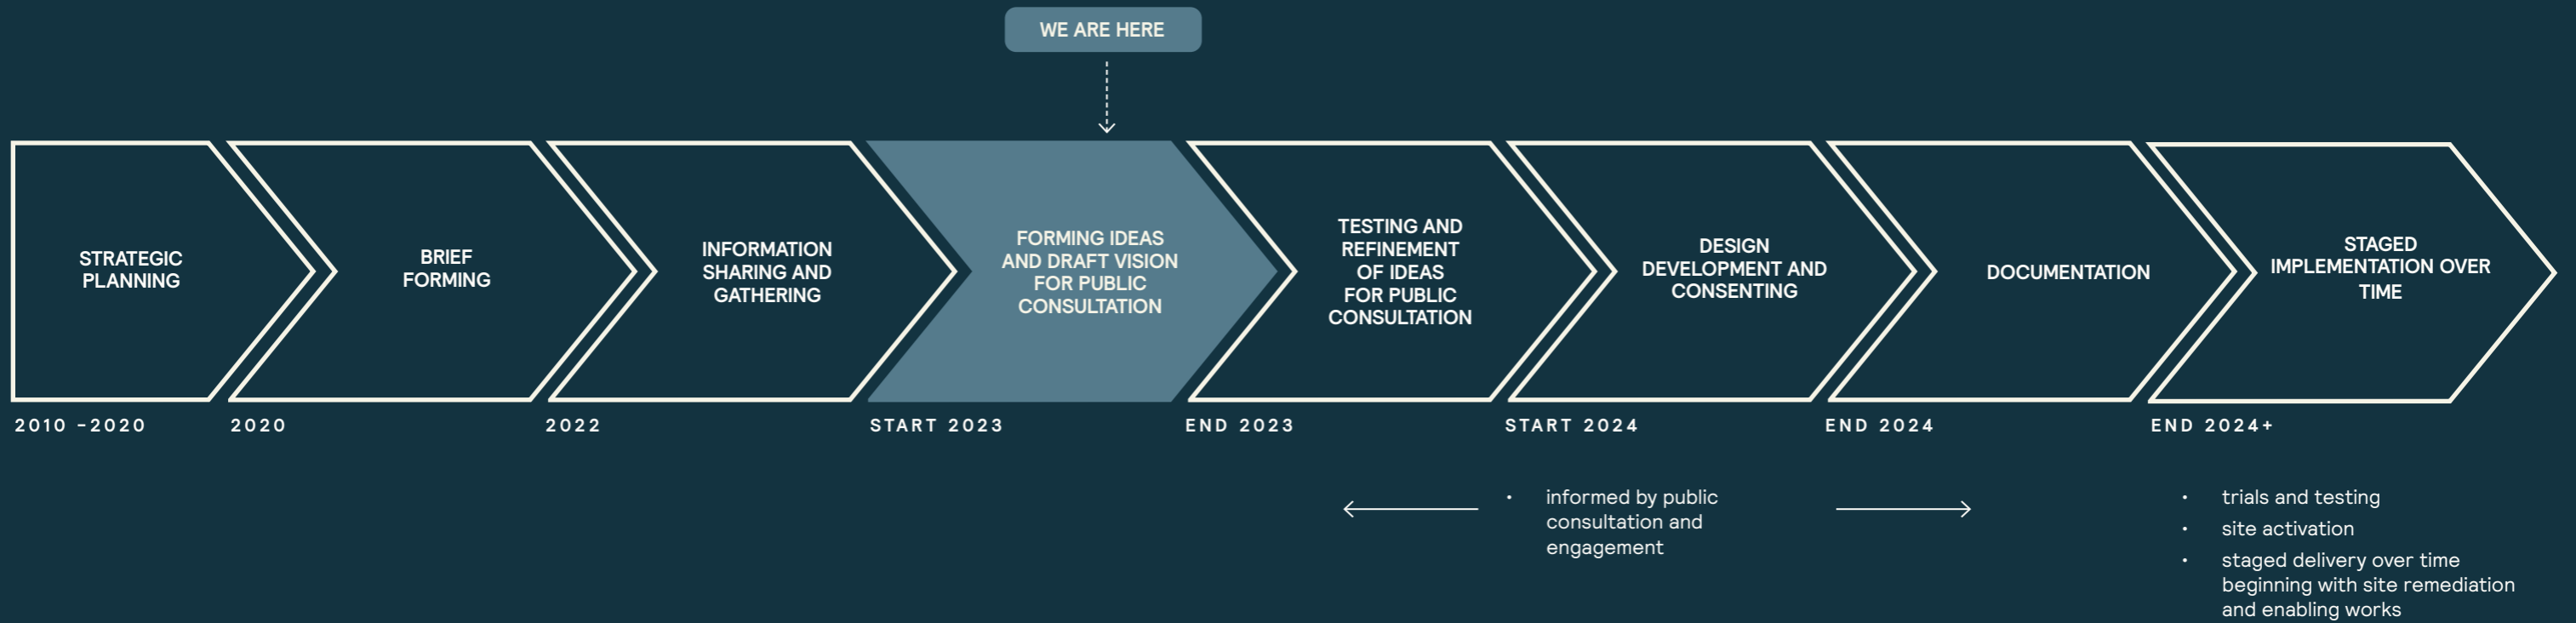 WE ARE HERE
STRATEGIC
PLANNING
BRIEF
FORMING
INFORMATION
SHARING AND
GATHERING
FORMING IDEAS
AND DRAFT VISION
FOR PUBLIC
CONSULTATION
TESTING AND
REFINEMENT
OF IDEAS
FOR PUBLIC
CONSULTATION
DESIGN
DEVELOPMENT AND
CONSENTING
DOCUMENTATION
STAGED
IMPLEMENTATION OVER
TIME
2010 -2020
2020
2022
START 2023
END 2023
START 2024
END 2024
END 2024+
• informed by public
consultation and
engagement
• trials and testing
• site activation
• staged delivery over time
beginning with site remediation
and enabling works